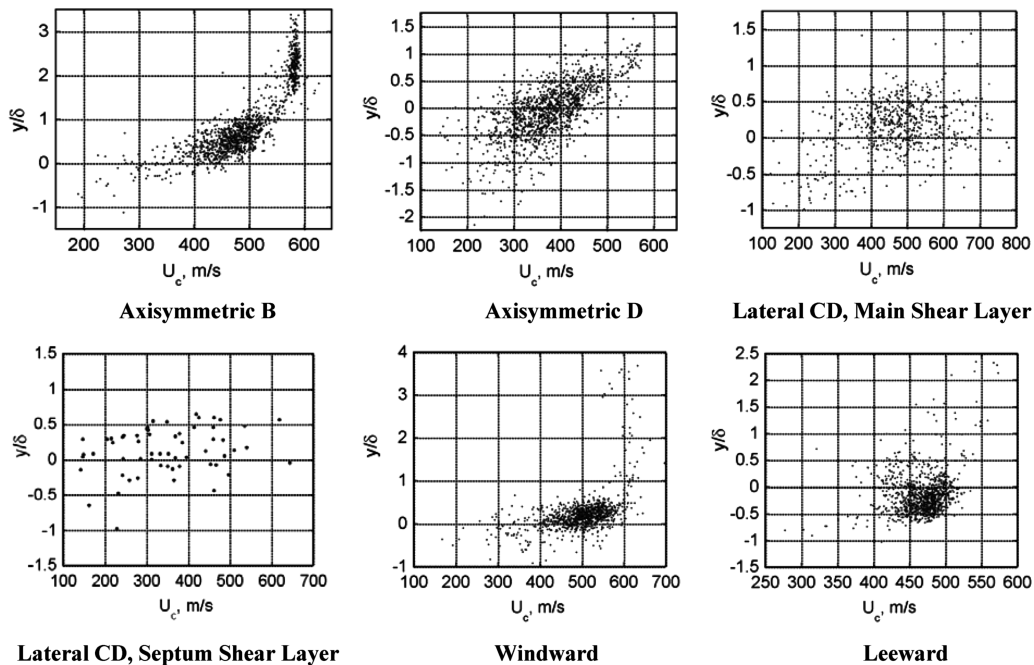 y/δ
3
2
1
0
-1
200 300 400 500 600
U_c, m/s
Axisymmetric B
y/δ
1.5
1
0.5
0
-0.5
-1
-1.5
-2
100 200 300 400 500 600
U_c, m/s
Axisymmetric D
y/δ
1.5
1
0.5
0
-0.5
-1
100 200 300 400 500 600 700 800
U_c, m/s
Lateral CD, Main Shear Layer
y/δ
1.5
1
0.5
0
-0.5
-1
-1.5
100 200 300 400 500 600 700
U_c, m/s
Lateral CD, Septum Shear Layer
y/δ
4
3
2
1
0
-1
100 200 300 400 500 600 700
U_c, m/s
Windward
y/δ
2.5
2
1.5
1
0.5
0
-0.5
-1
-1.5
250 300 350 400 450 500 550 600
U_c, m/s
Leeward